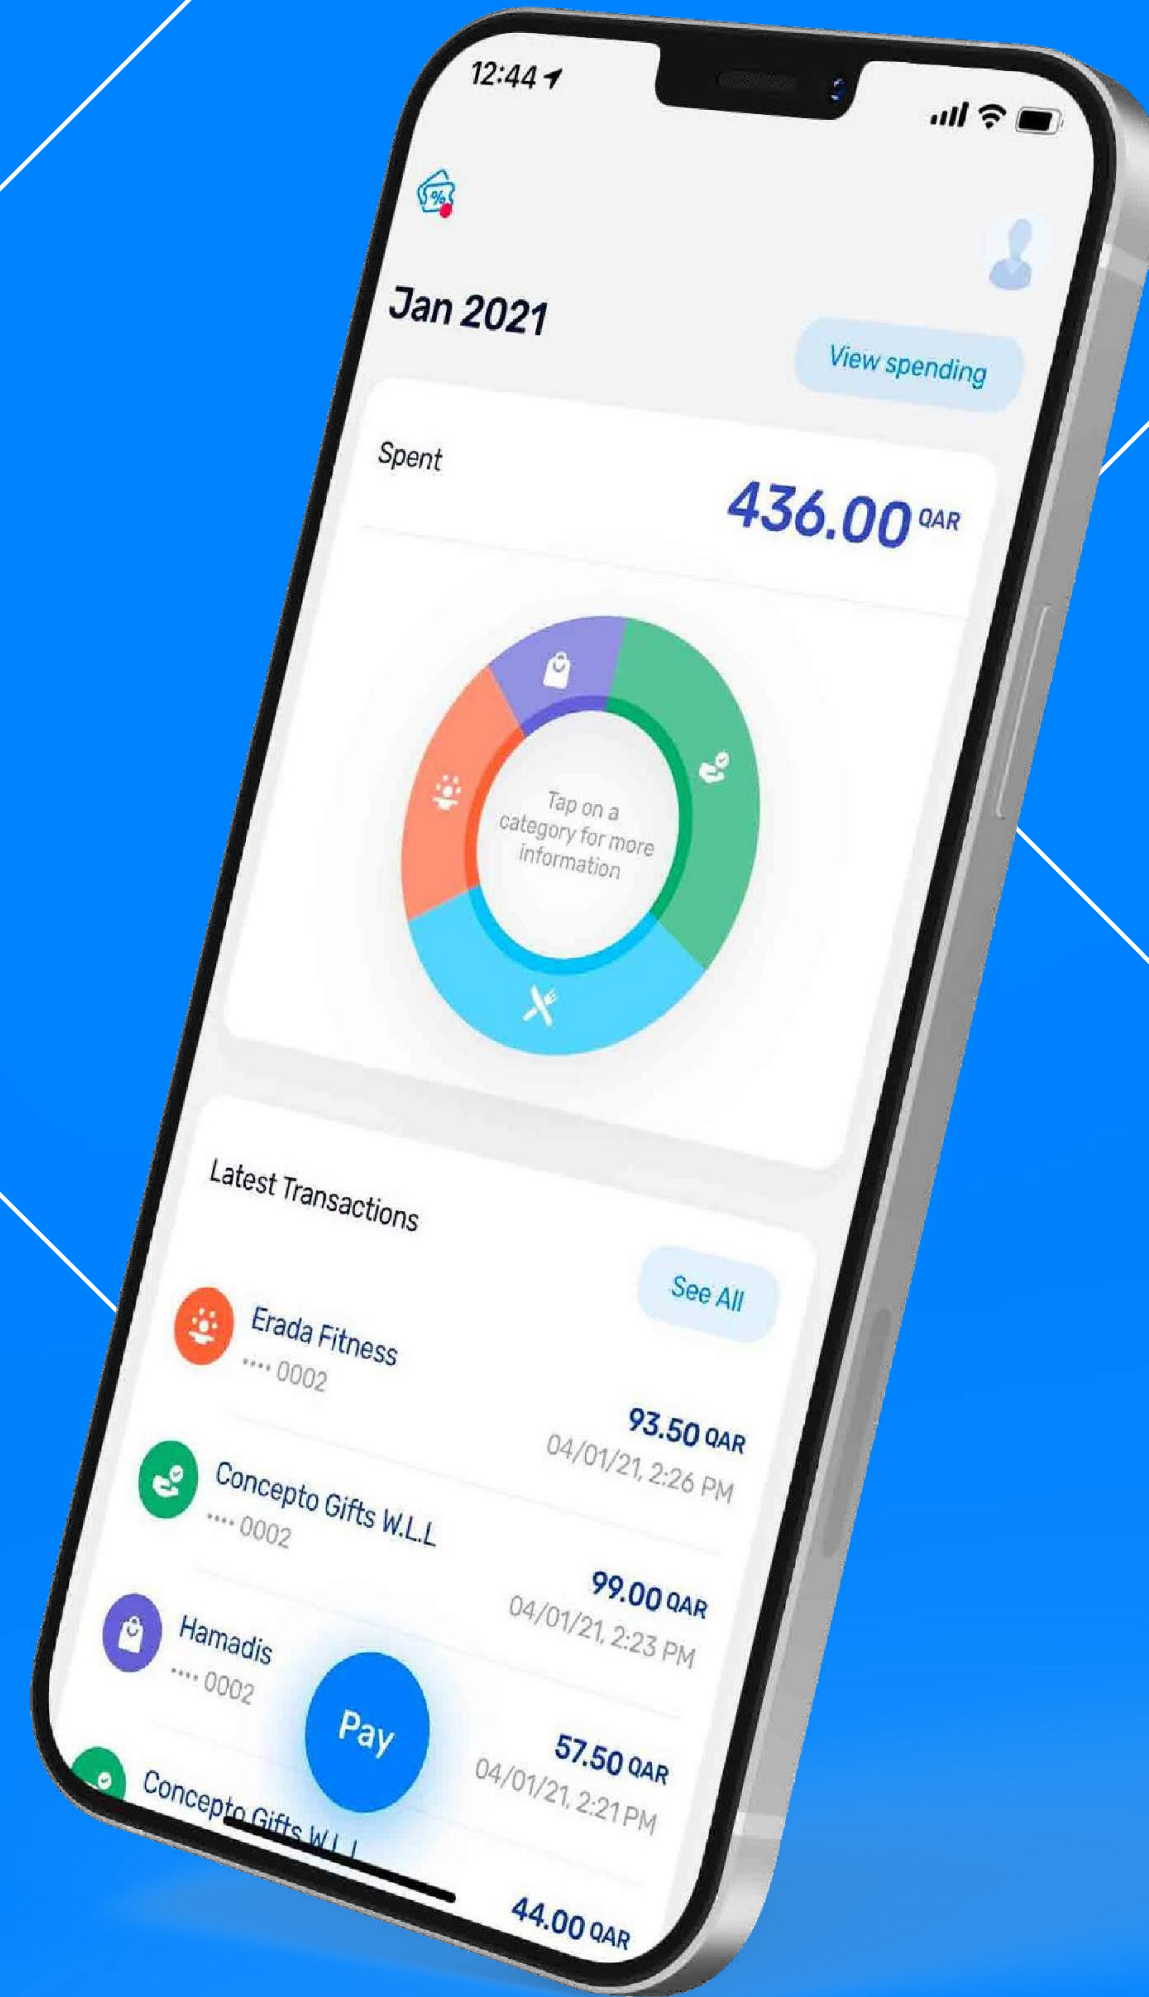 12:44
%
Jan 2021
View spending
Spent
436.00 QAR
Tap on a
category for more
information
Latest Transactions
See All
Erada Fitness
•••• 0002
93.50 QAR
04/01/21, 2:26 PM
Concepto Gifts W.L.L
•••• 0002
99.00 QAR
04/01/21, 2:23 PM
Hamadis
•••• 0002
57.50 QAR
04/01/21, 2:21 PM
Pay
Concepto Gifts W.L.L
44.00 QAR